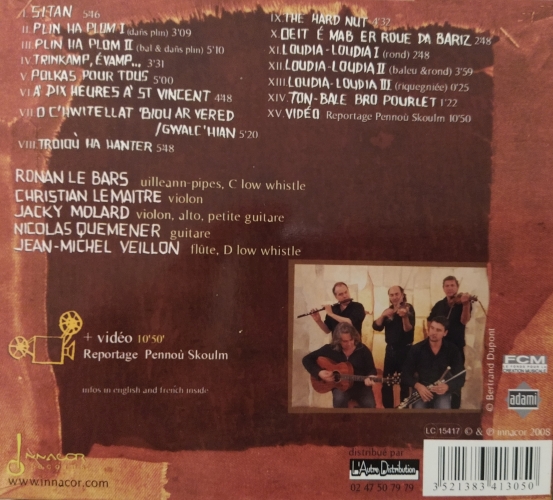 I. SITAN 5'46
II. PLIN HA PLUM I (dañs plin) 3'09
III. PLIN HA PLOM II (bal & dañs plin) 5'10
IV. TRINKAMP, ÉVAMP... 3'31
V. POLKAS POUR TOUS 5'00
VI. À DIX HEURES À ST VINCENT 4'48
VII. O C'HWITELLAT 'BIOU AR VERED
/GWALC'HIAN 5'20
VIII. TROIOÙ HA HANTER 5'48
IX. THE HARD NUT 4'32
X. OEIT É MAB ER ROUE DA BARIZ 2'48
XI. LOUDIA-LOUDIA I (rond) 2'48
XII. LOUDIA-LOUDIA II (baleu & rond) 3'59
XIII. LOUDIA-LOUDIA III (riquegniée) 0'25
XIV. TON-BALE BRO POURLET 1'22
XV. VIDÉO Reportage Pennoù Skoulm 10'50
RONAN LE BARS uilleann-pipes, C low whistle
CHRISTIAN LEMAITRE violon
JACKY MOLARD violon, alto, petite guitare
NICOLAS QUEMENER guitare
JEAN-MICHEL VEILLON flûte, D low whistle
+ vidéo 10'50'
Reportage Pennoù Skoulm
infos in english and french inside
© Bertrand Dupont
FCM
adami
LC 15417 © & ℗ innacor 2008
INNACOR
www.innacor.com
distribué par
L'Autre Distribution
02 47 50 79 79
3 521383 413050